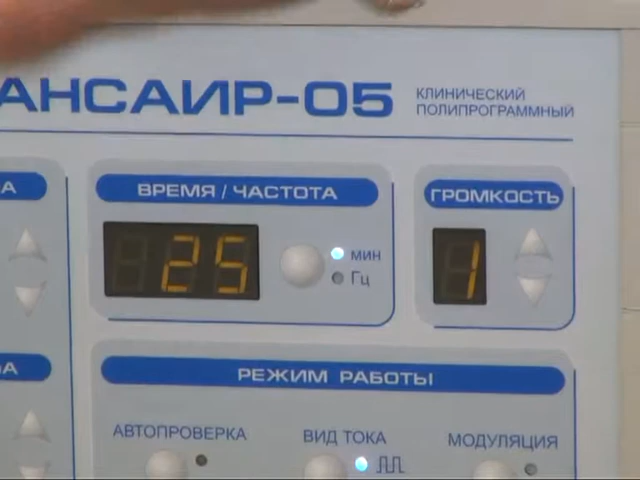 АНСАИР-05
КЛИНИЧЕСКИЙ
ПОЛИПРОГРАММНЫЙ
А
ВРЕМЯ / ЧАСТОТА
ГРОМКОСТЬ
25
мин
Гц
1
РЕЖИМ РАБОТЫ
АВТОПРОВЕРКА
ВИД ТОКА
МОДУЛЯЦИЯ